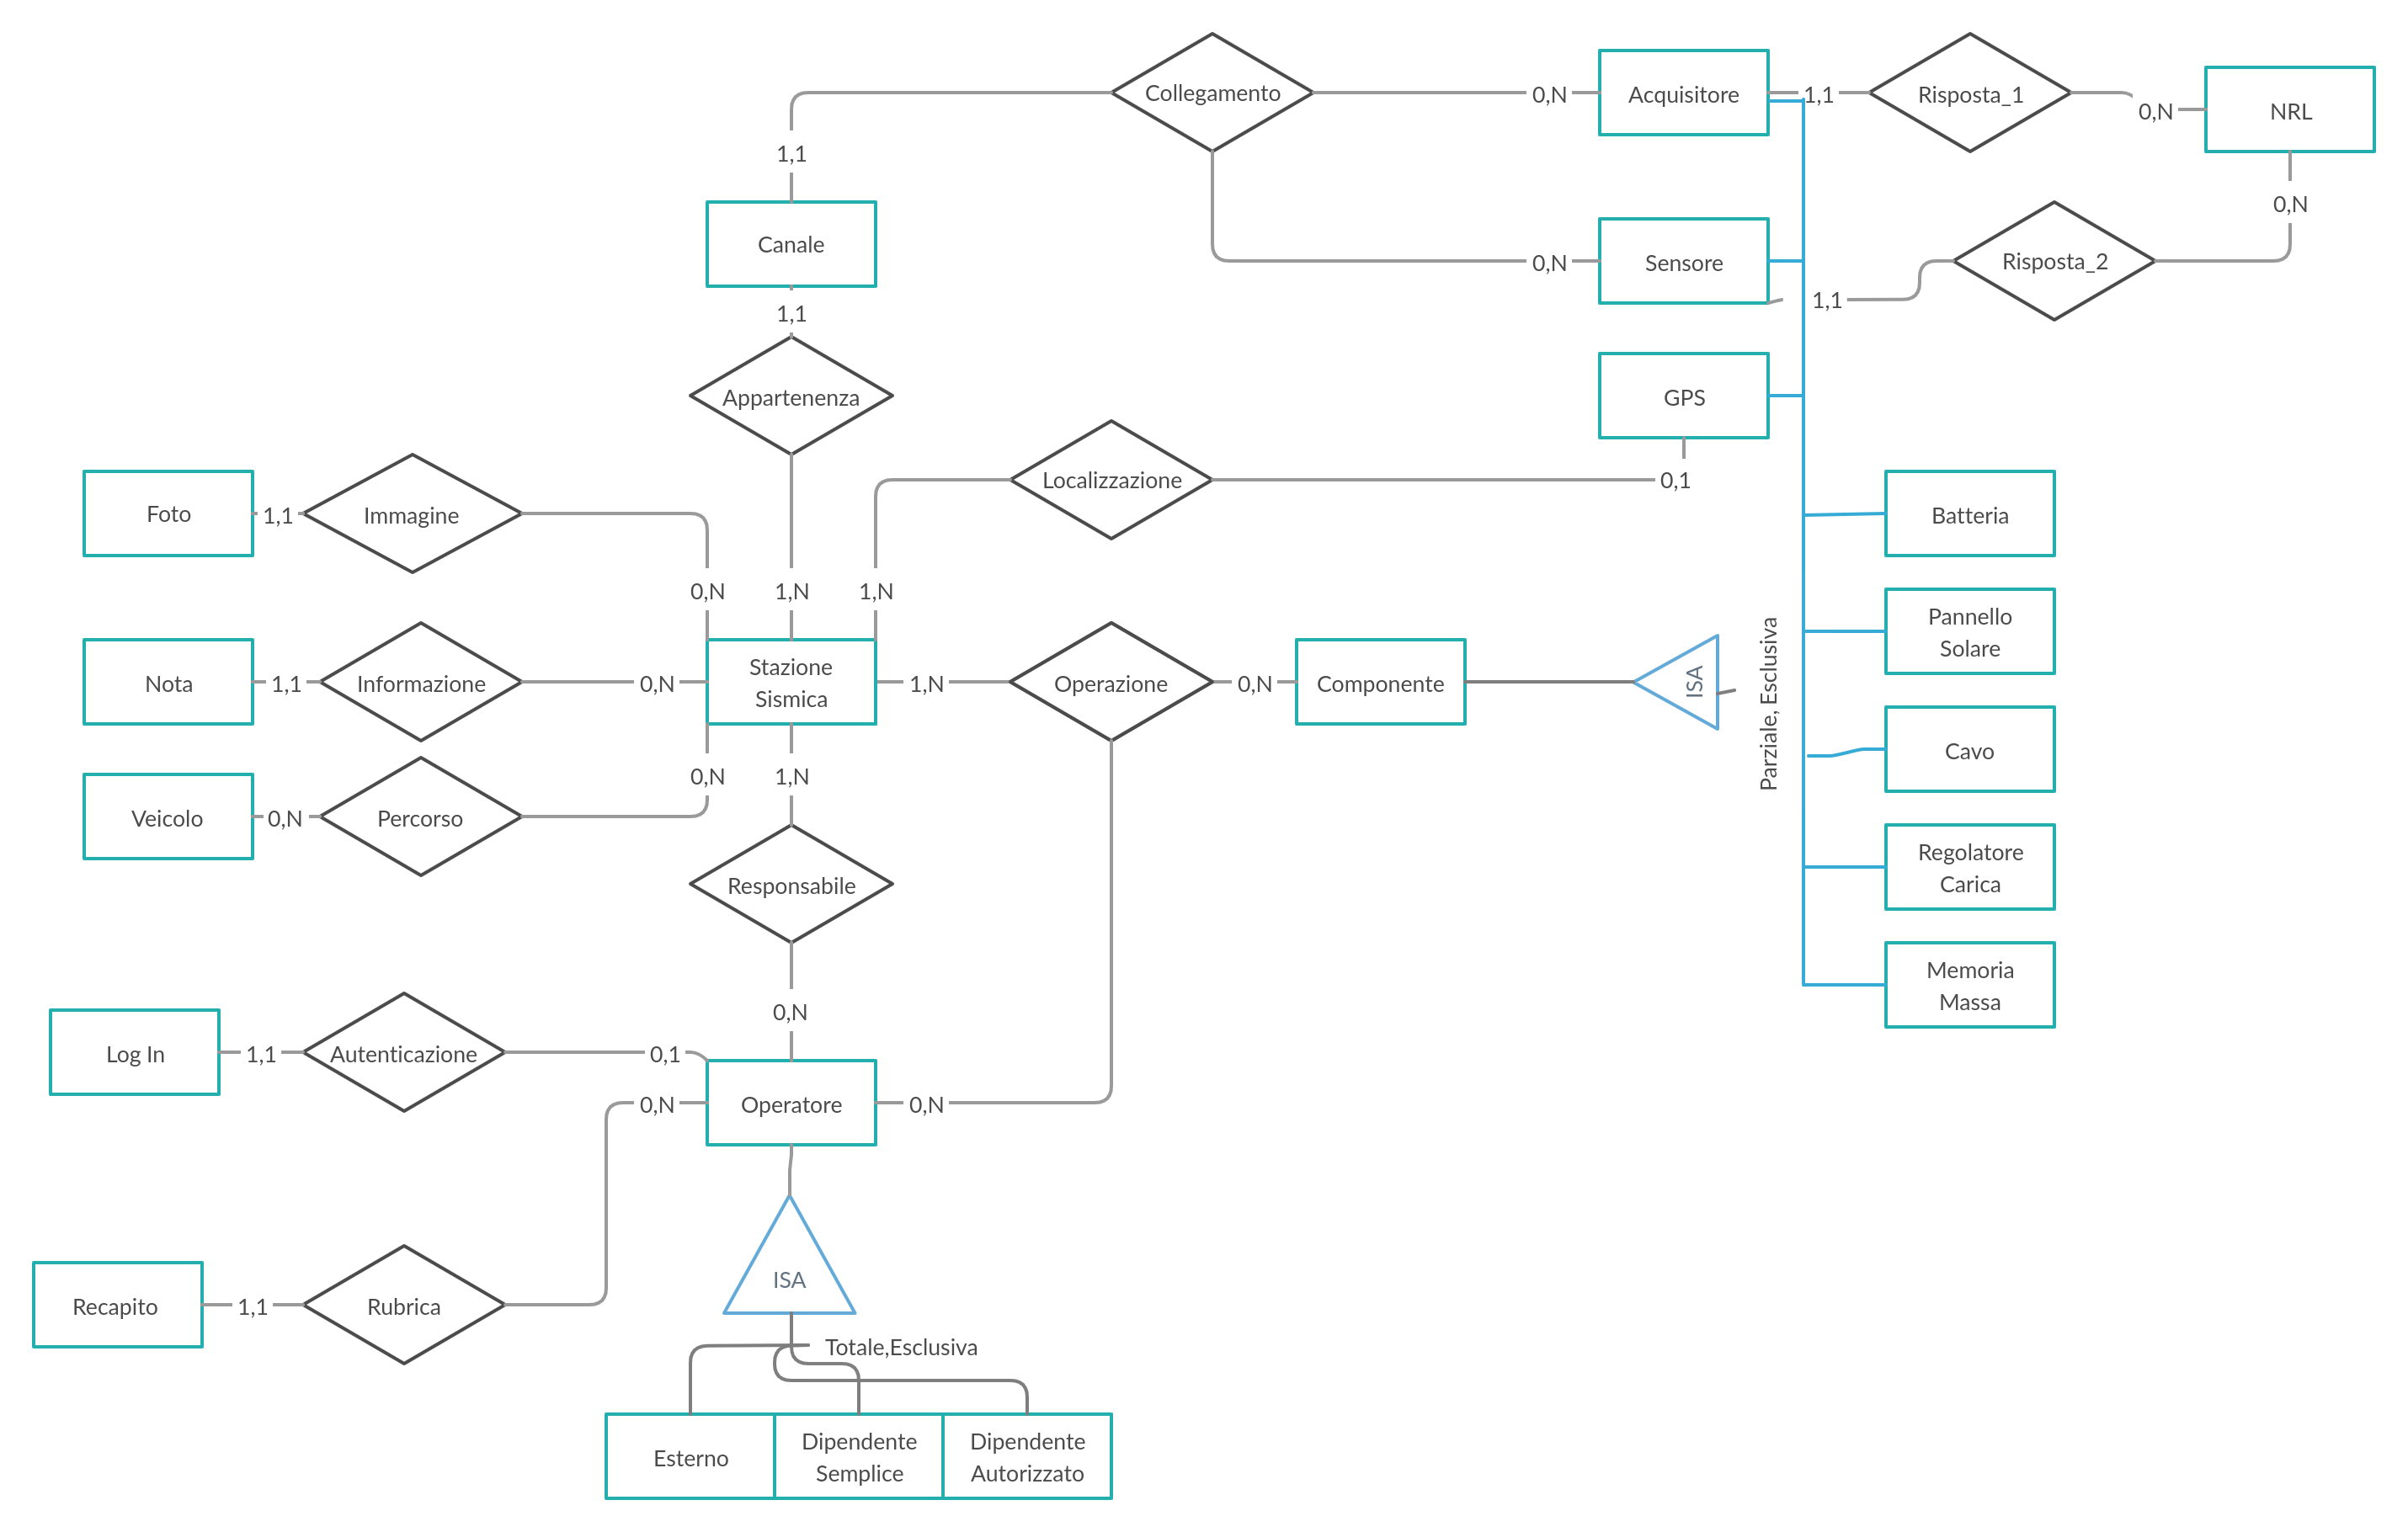 Collegamento
0,N
Acquisitore
1,1
Risposta_1
0,N
NRL
1,1
0,N
Canale
0,N
Sensore
Risposta_2
1,1
1,1
Appartenenza
GPS
Localizzazione
0,1
Foto
1,1
Immagine
Batteria
0,N
1,N
1,N
Pannello
Solare
Nota
1,1
Informazione
0,N
Stazione
Sismica
1,N
Operazione
0,N
Componente
ISA
Parziale, Esclusiva
Cavo
0,N
1,N
Veicolo
0,N
Percorso
Responsabile
Regolatore
Carica
0,N
Memoria
Massa
Log In
1,1
Autenticazione
0,1
0,N
Operatore
0,N
ISA
Recapito
1,1
Rubrica
Totale,Esclusiva
Esterno
Dipendente
Semplice
Dipendente
Autorizzato